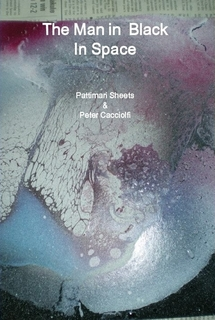 The Man in Black
In Space
Pattimari Sheets
&
Peter Cacciolfi